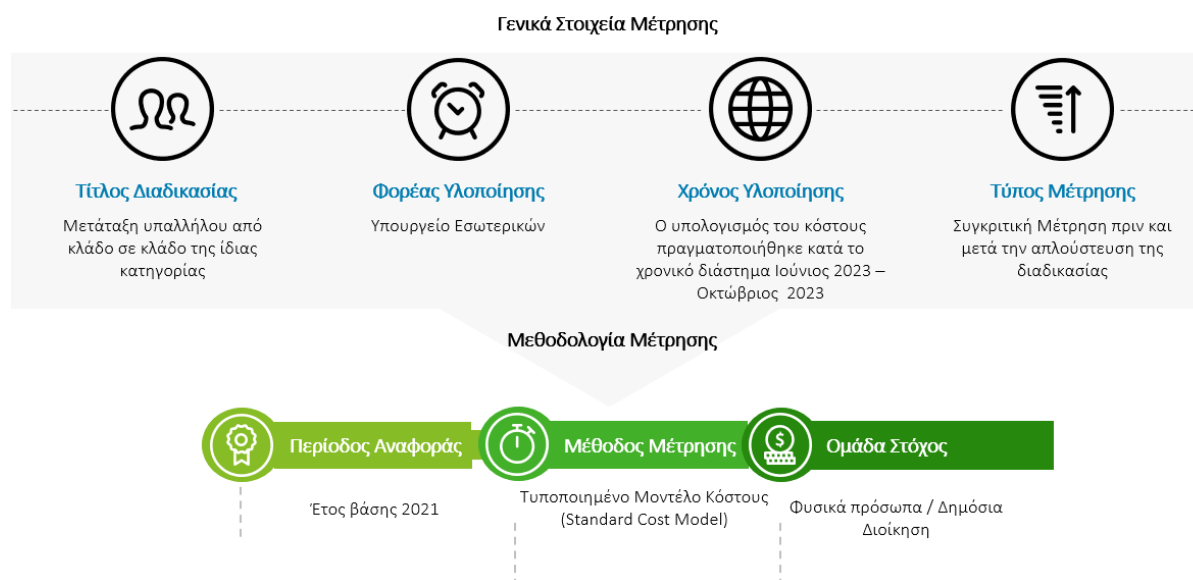 Γενικά Στοιχεία Μέτρησης
Τίτλος Διαδικασίας
Μετάταξη υπαλλήλου από
κλάδο σε κλάδο της ίδιας
κατηγορίας
Φορέας Υλοποίησης
Υπουργείο Εσωτερικών
Χρόνος Υλοποίησης
Ο υπολογισμός του κόστους
πραγματοποιήθηκε κατά το
χρονικό διάστημα Ιούνιος 2023 –
Οκτώβριος 2023
Τύπος Μέτρησης
Συγκριτική Μέτρηση πριν και
μετά την απλούστευση της
διαδικασίας
Μεθοδολογία Μέτρησης
Περίοδος Αναφοράς
Έτος βάσης 2021
Μέθοδος Μέτρησης
Τυποποιημένο Μοντέλο Κόστους
(Standard Cost Model)
Ομάδα Στόχος
Φυσικά πρόσωπα / Δημόσια
Διοίκηση